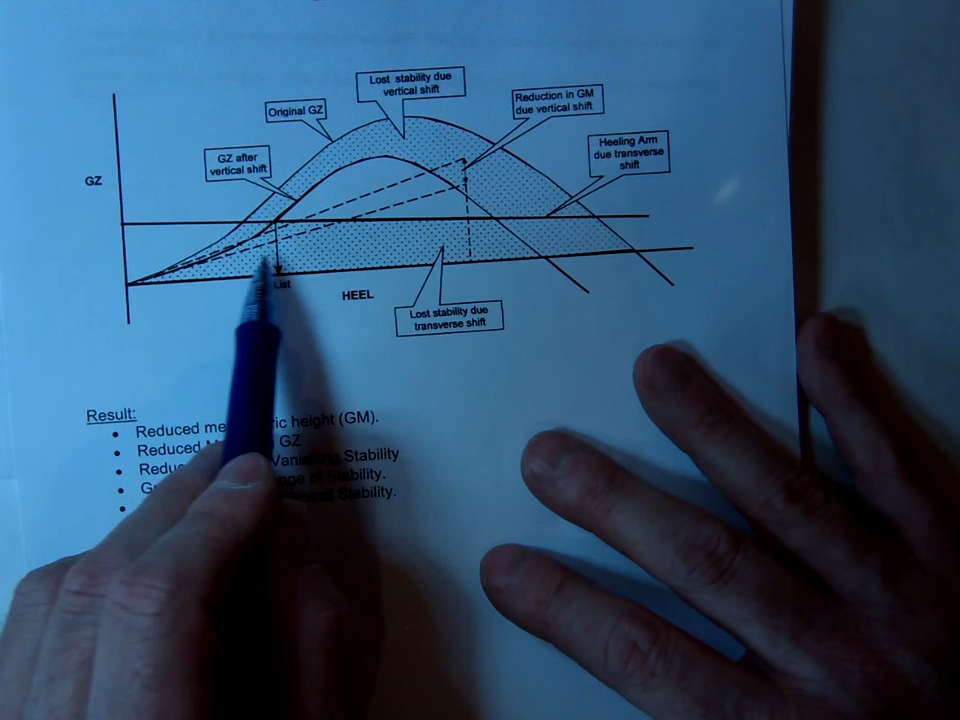 Lost stability due
vertical shift
Original GZ
Reduction in GM
due vertical shift
GZ after
vertical shift
Heeling Arm
due transverse
shift
GZ
List
HEEL
Lost stability due
transverse shift
Result:
Reduced ric height (GM).
Reduced GZ
Vanishing Stability
of Stability.
Stability.